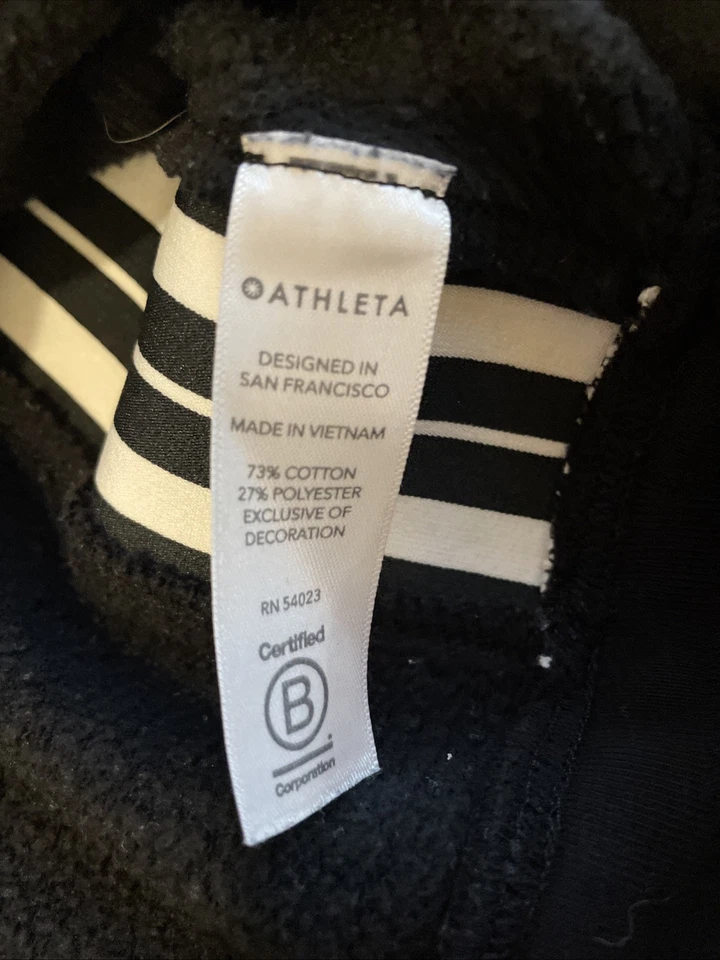 ATHLETA
DESIGNED IN
SAN FRANCISCO
MADE IN VIETNAM
73% COTTON
27% POLYESTER
EXCLUSIVE OF
DECORATION
RN 54023
Certified
B
Corporation